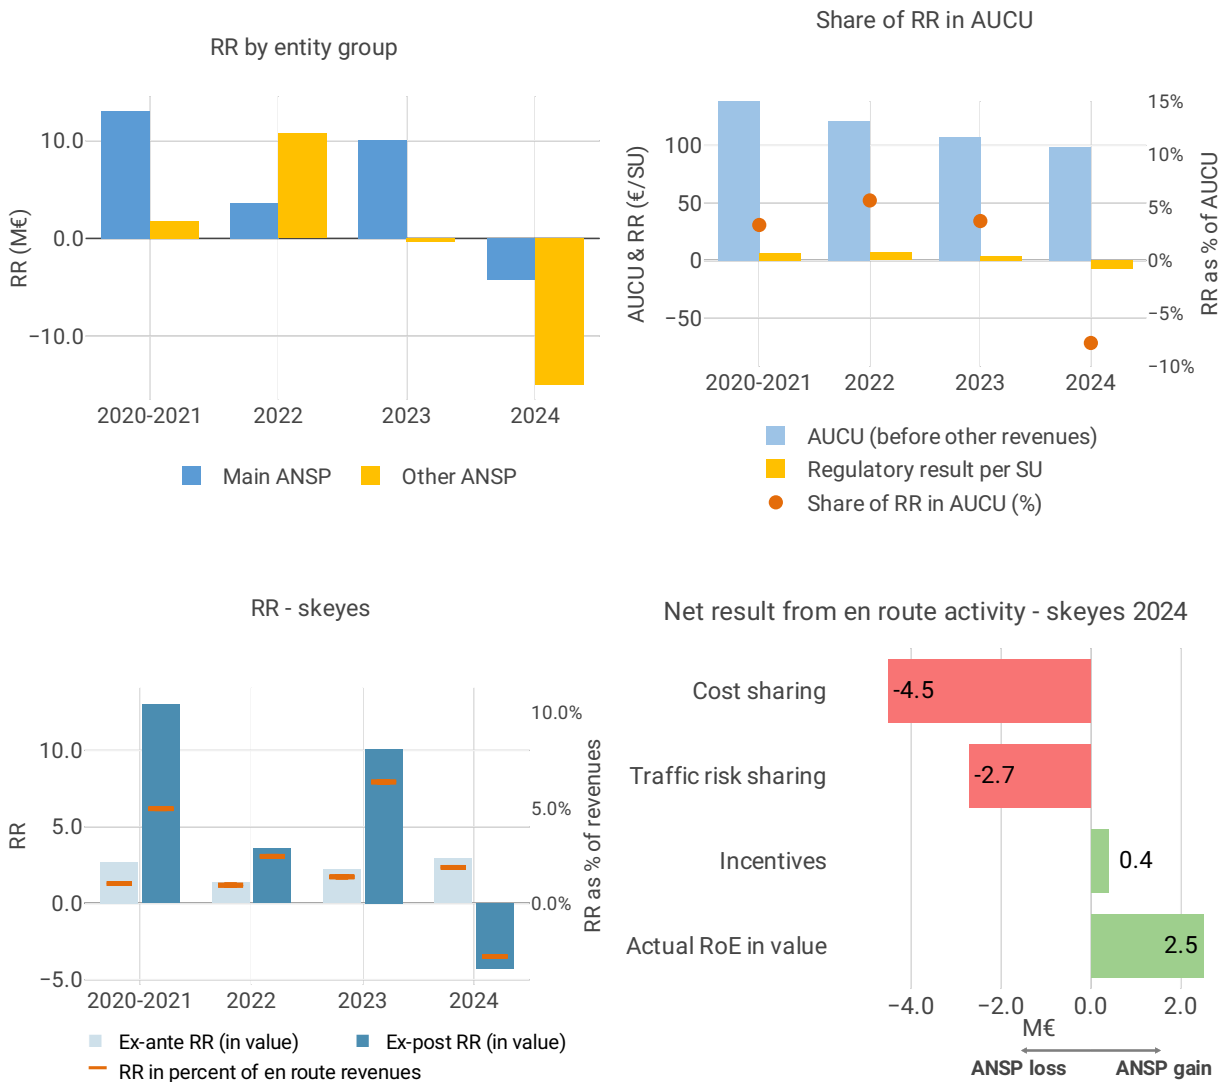 RR by entity group
RR (M€)
10.0
0.0
−10.0
2020-2021
2022
2023
2024
Main ANSP
Other ANSP
Share of RR in AUCU
AUCU & RR (€/SU)
100
50
0
−50
15%
10%
5%
0%
−5%
−10%
RR as % of AUCU
2020-2021
2022
2023
2024
AUCU (before other revenues)
Regulatory result per SU
Share of RR in AUCU (%)
RR - skeyes
RR
10.0
5.0
0.0
−5.0
10.0%
5.0%
0.0%
RR as % of revenues
2020-2021
2022
2023
2024
Ex-ante RR (in value)
Ex-post RR (in value)
RR in percent of en route revenues
Net result from en route activity - skeyes 2024
Cost sharing
-4.5
Traffic risk sharing
-2.7
Incentives
0.4
Actual RoE in value
2.5
−4.0
−2.0
0.0
2.0
M€
ANSP loss
ANSP gain